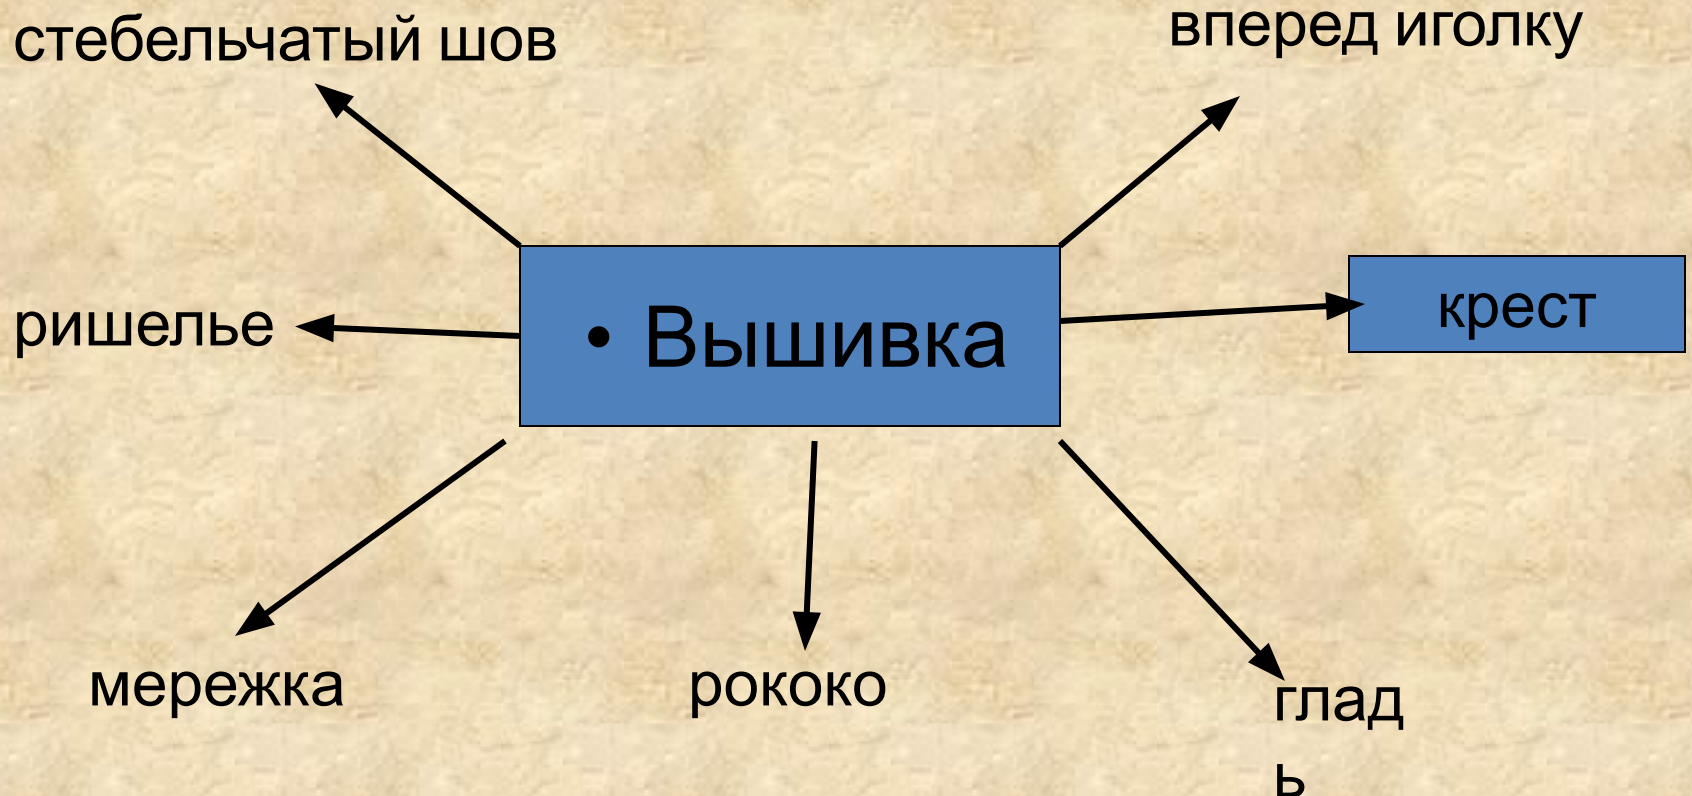 стебельчатый шов
вперед иголку
ришелье
• Вышивка
крест
мережка
рококо
глад
ь